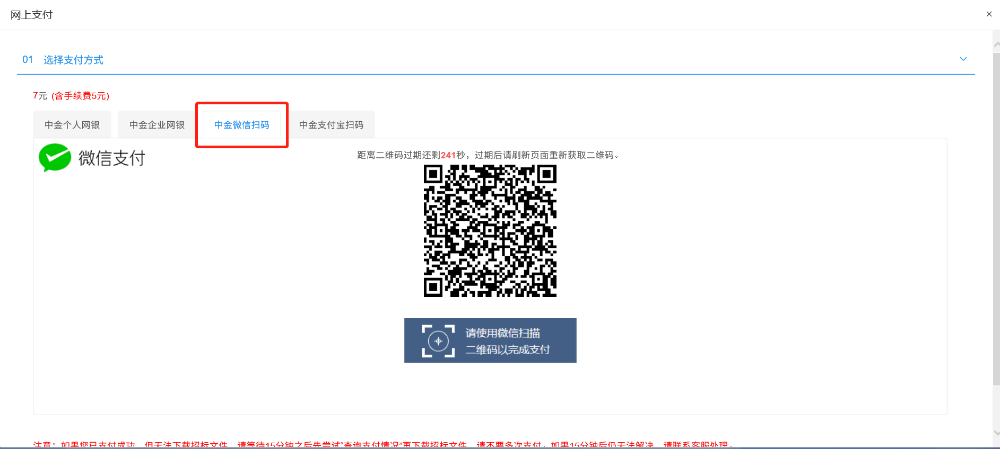 网上支付
×
01 选择支付方式
7元 (含手续费5元)
中金个人网银 中金企业网银 中金微信扫码 中金支付宝扫码
微信支付
距离二维码过期还剩241秒，过期后请刷新页面重新获取二维码。
请使用微信扫描
二维码以完成支付
注意：如果您已支付成功，但无法下载招标文件，请等待15分钟之后先尝试“查询支付情况”再下载招标文件，请不要多次支付，如果15分钟后仍无法解决，请联系客服处理。